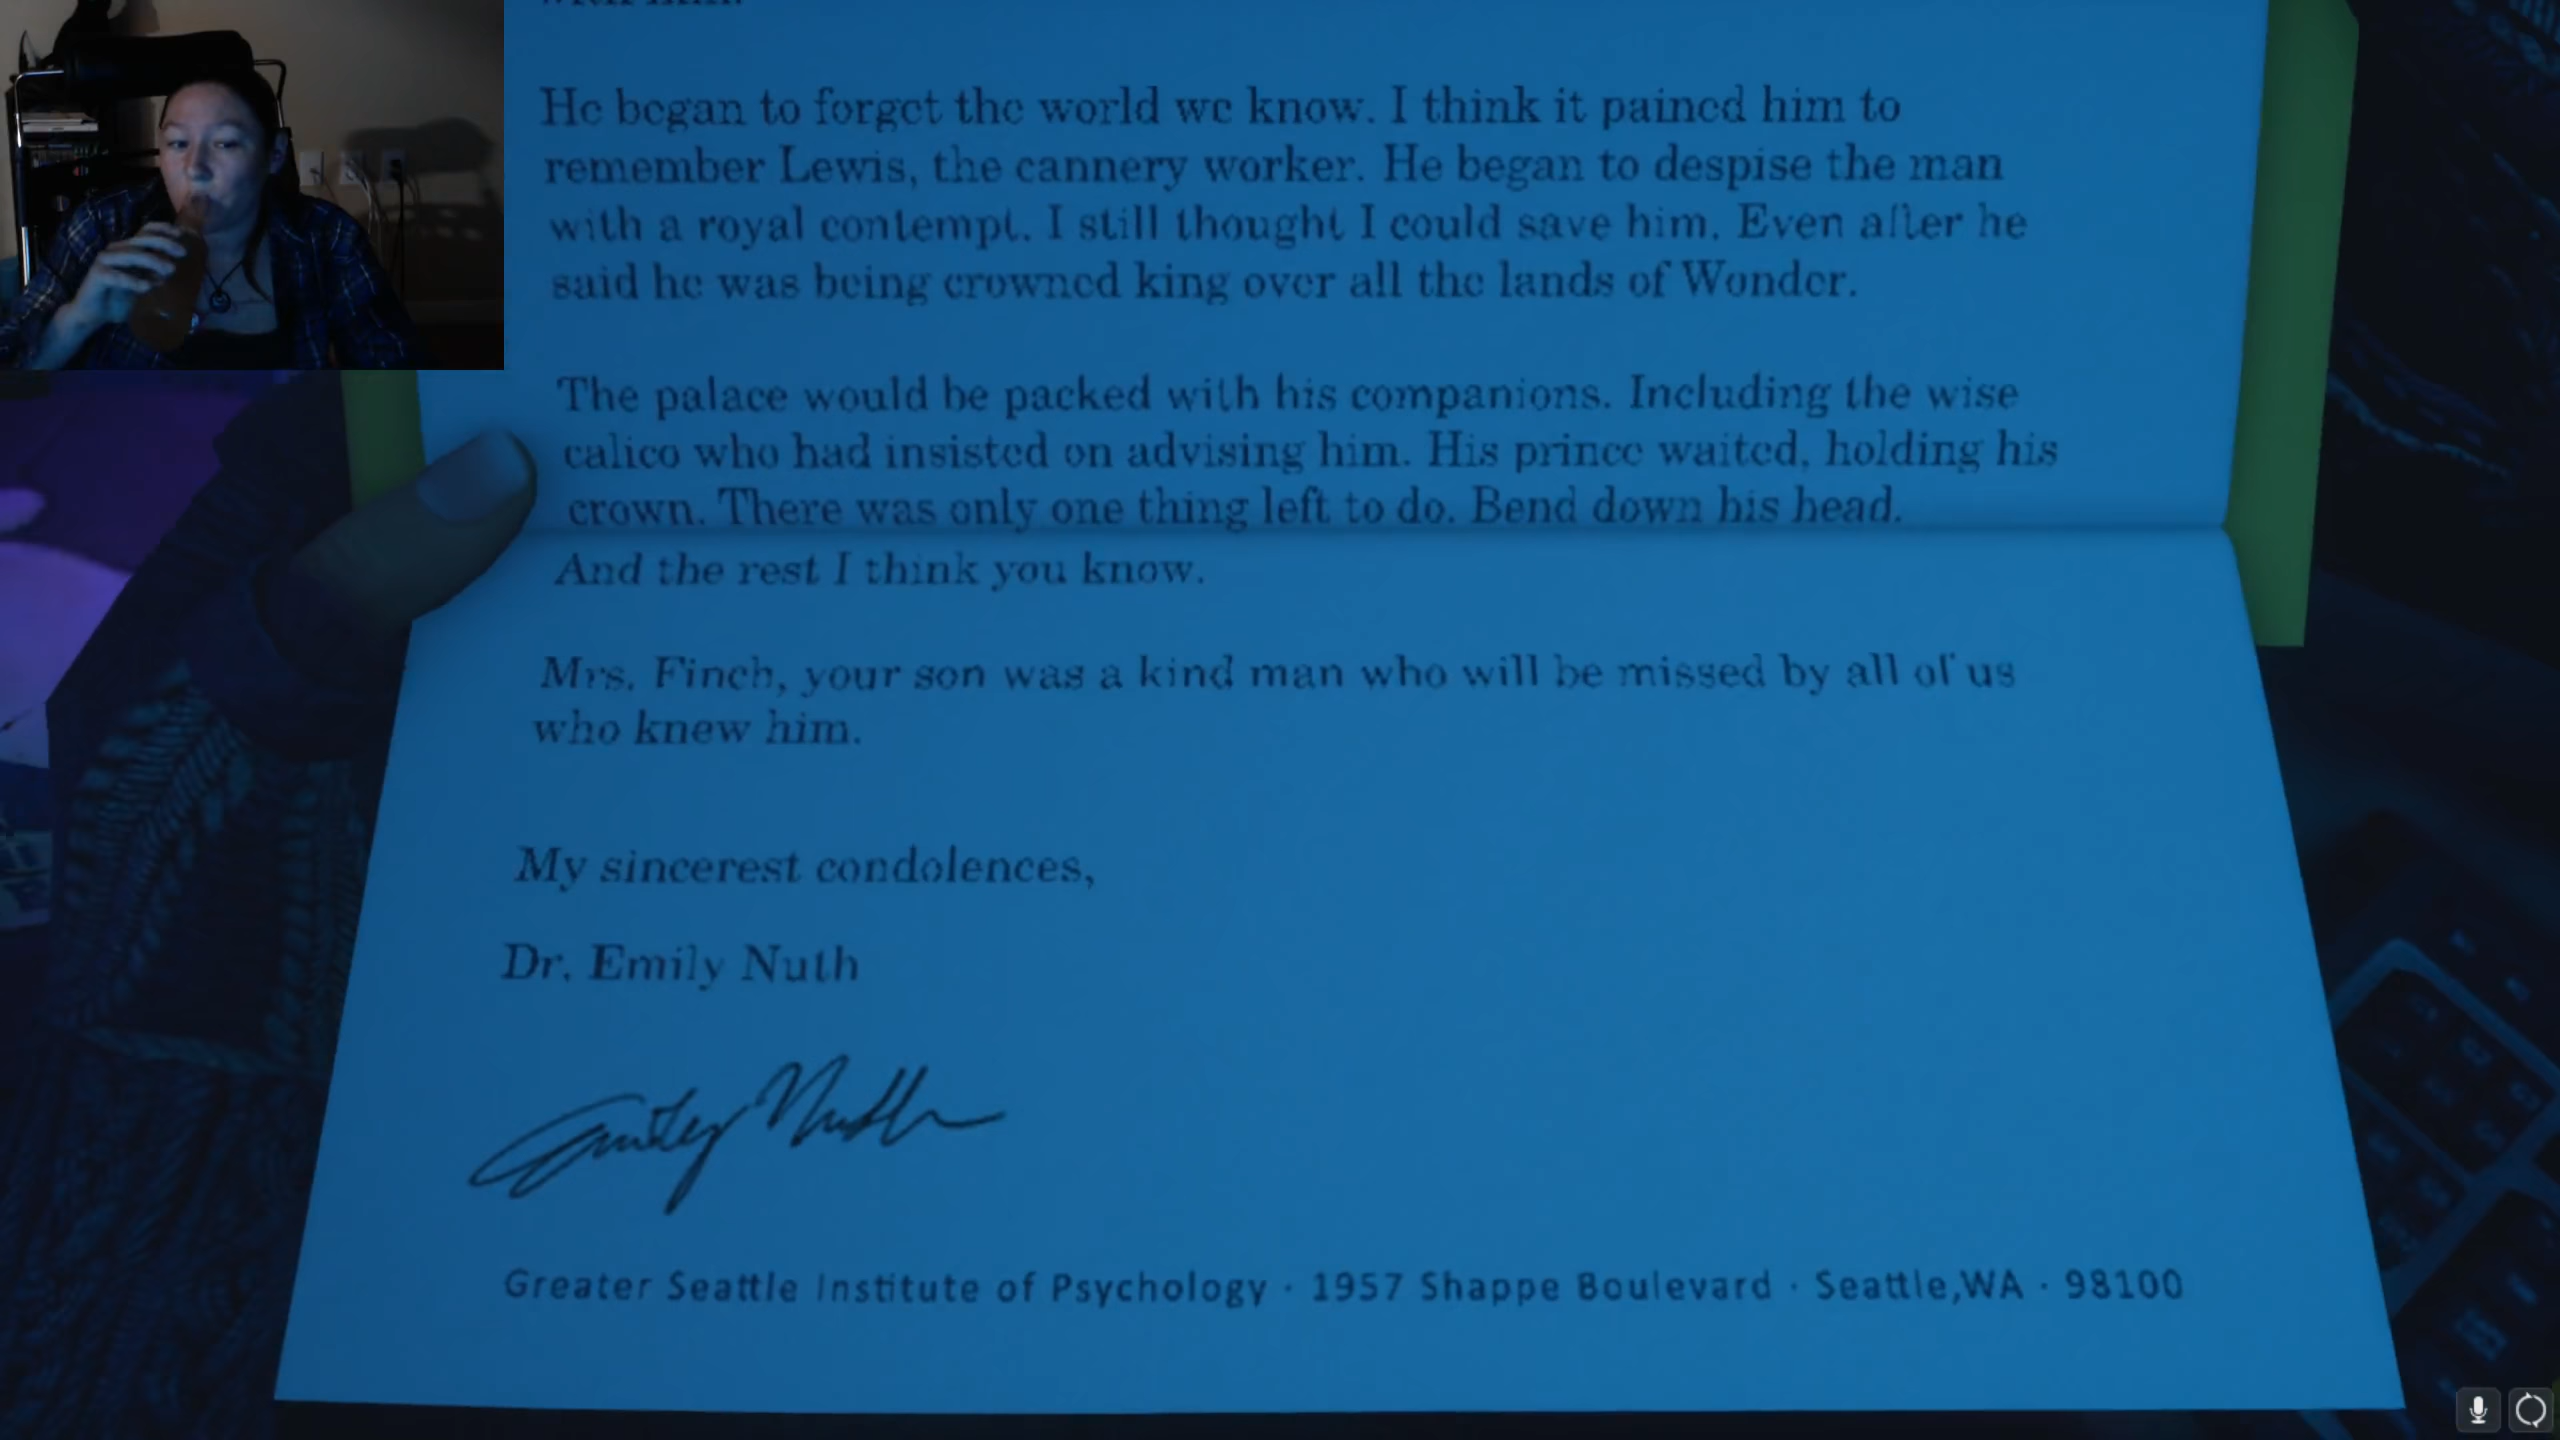 He began to forget the world we know. I think it pained him to
remember Lewis, the cannery worker. He began to despise the man
with a royal contempt. I still thought I could save him. Even after he
said he was being crowned king over all the lands of Wonder.
The palace would be packed with his companions. Including the wise
calico who had insisted on advising him. His prince waited, holding his
crown. There was only one thing left to do. Bend down his head.
And the rest I think you know.
Mrs. Finch, your son was a kind man who will be missed by all of us
who knew him.
My sincerest condolences,
Dr. Emily Nuth
Emily Nuth
Greater Seattle Institute of Psychology · 1957 Shappe Boulevard · Seattle,WA · 98100